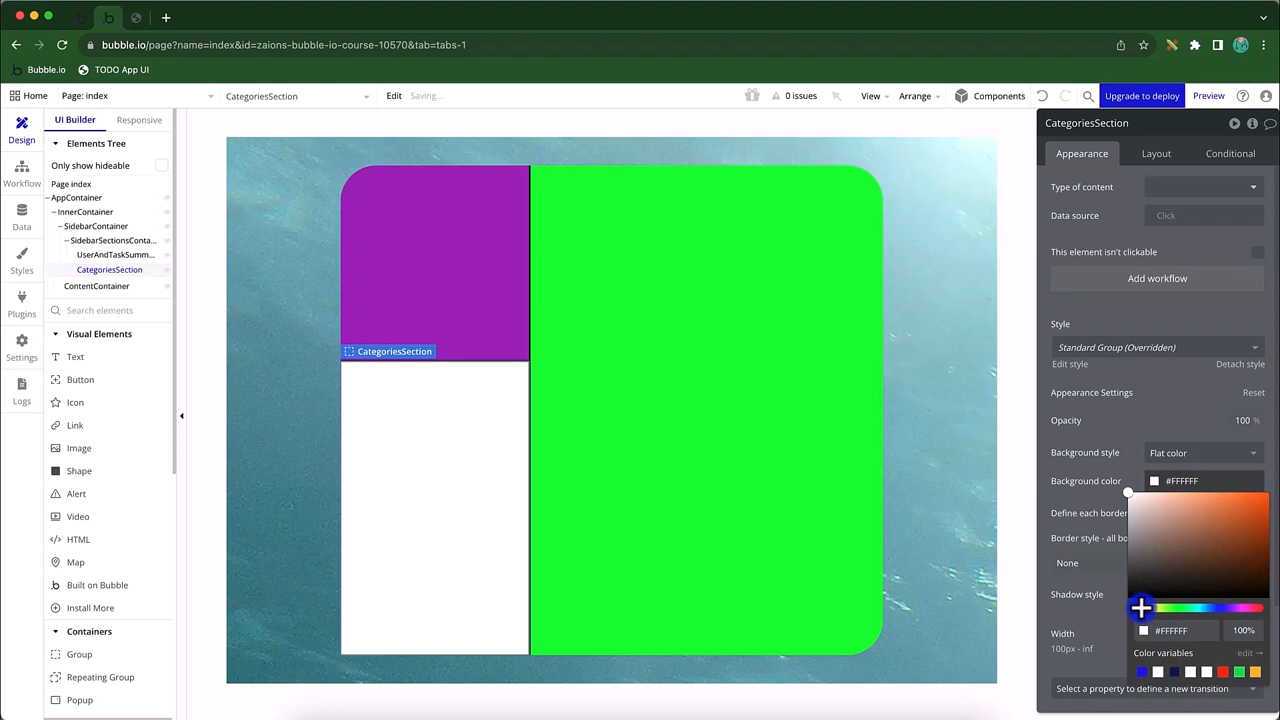 bubble.io/page?name=index&id=zaions-bubble-io-course-10570&tab=tabs-1
Bubble.io
TODO App UI
Home
Page: index
CategoriesSection
Edit
Saving...
0 issues
View
Arrange
Components
Upgrade to deploy
Preview
Design
Workflow
Data
Styles
Plugins
Settings
Logs
UI Builder
Responsive
Elements Tree
Only show hideable
Page index
AppContainer
InnerContainer
SidebarContainer
SidebarSectionsConta...
UserAndTaskSumm...
CategoriesSection
ContentContainer
Search elements
Visual Elements
Text
Button
Icon
Link
Image
Shape
Alert
Video
HTML
Map
Built on Bubble
Install More
Containers
Group
Repeating Group
Popup
CategoriesSection
CategoriesSection
Appearance
Layout
Conditional
Type of content
Data source
Click
This element isn't clickable
Add workflow
Style
Standard Group (Overridden)
Edit style
Detach style
Appearance Settings
Reset
Opacity
100 %
Background style
Flat color
Background color
#FFFFFF
Define each border
Border style - all bo
None
Shadow style
Width
100px - inf
#FFFFFF
100%
Color variables
edit →
Select a property to define a new transition